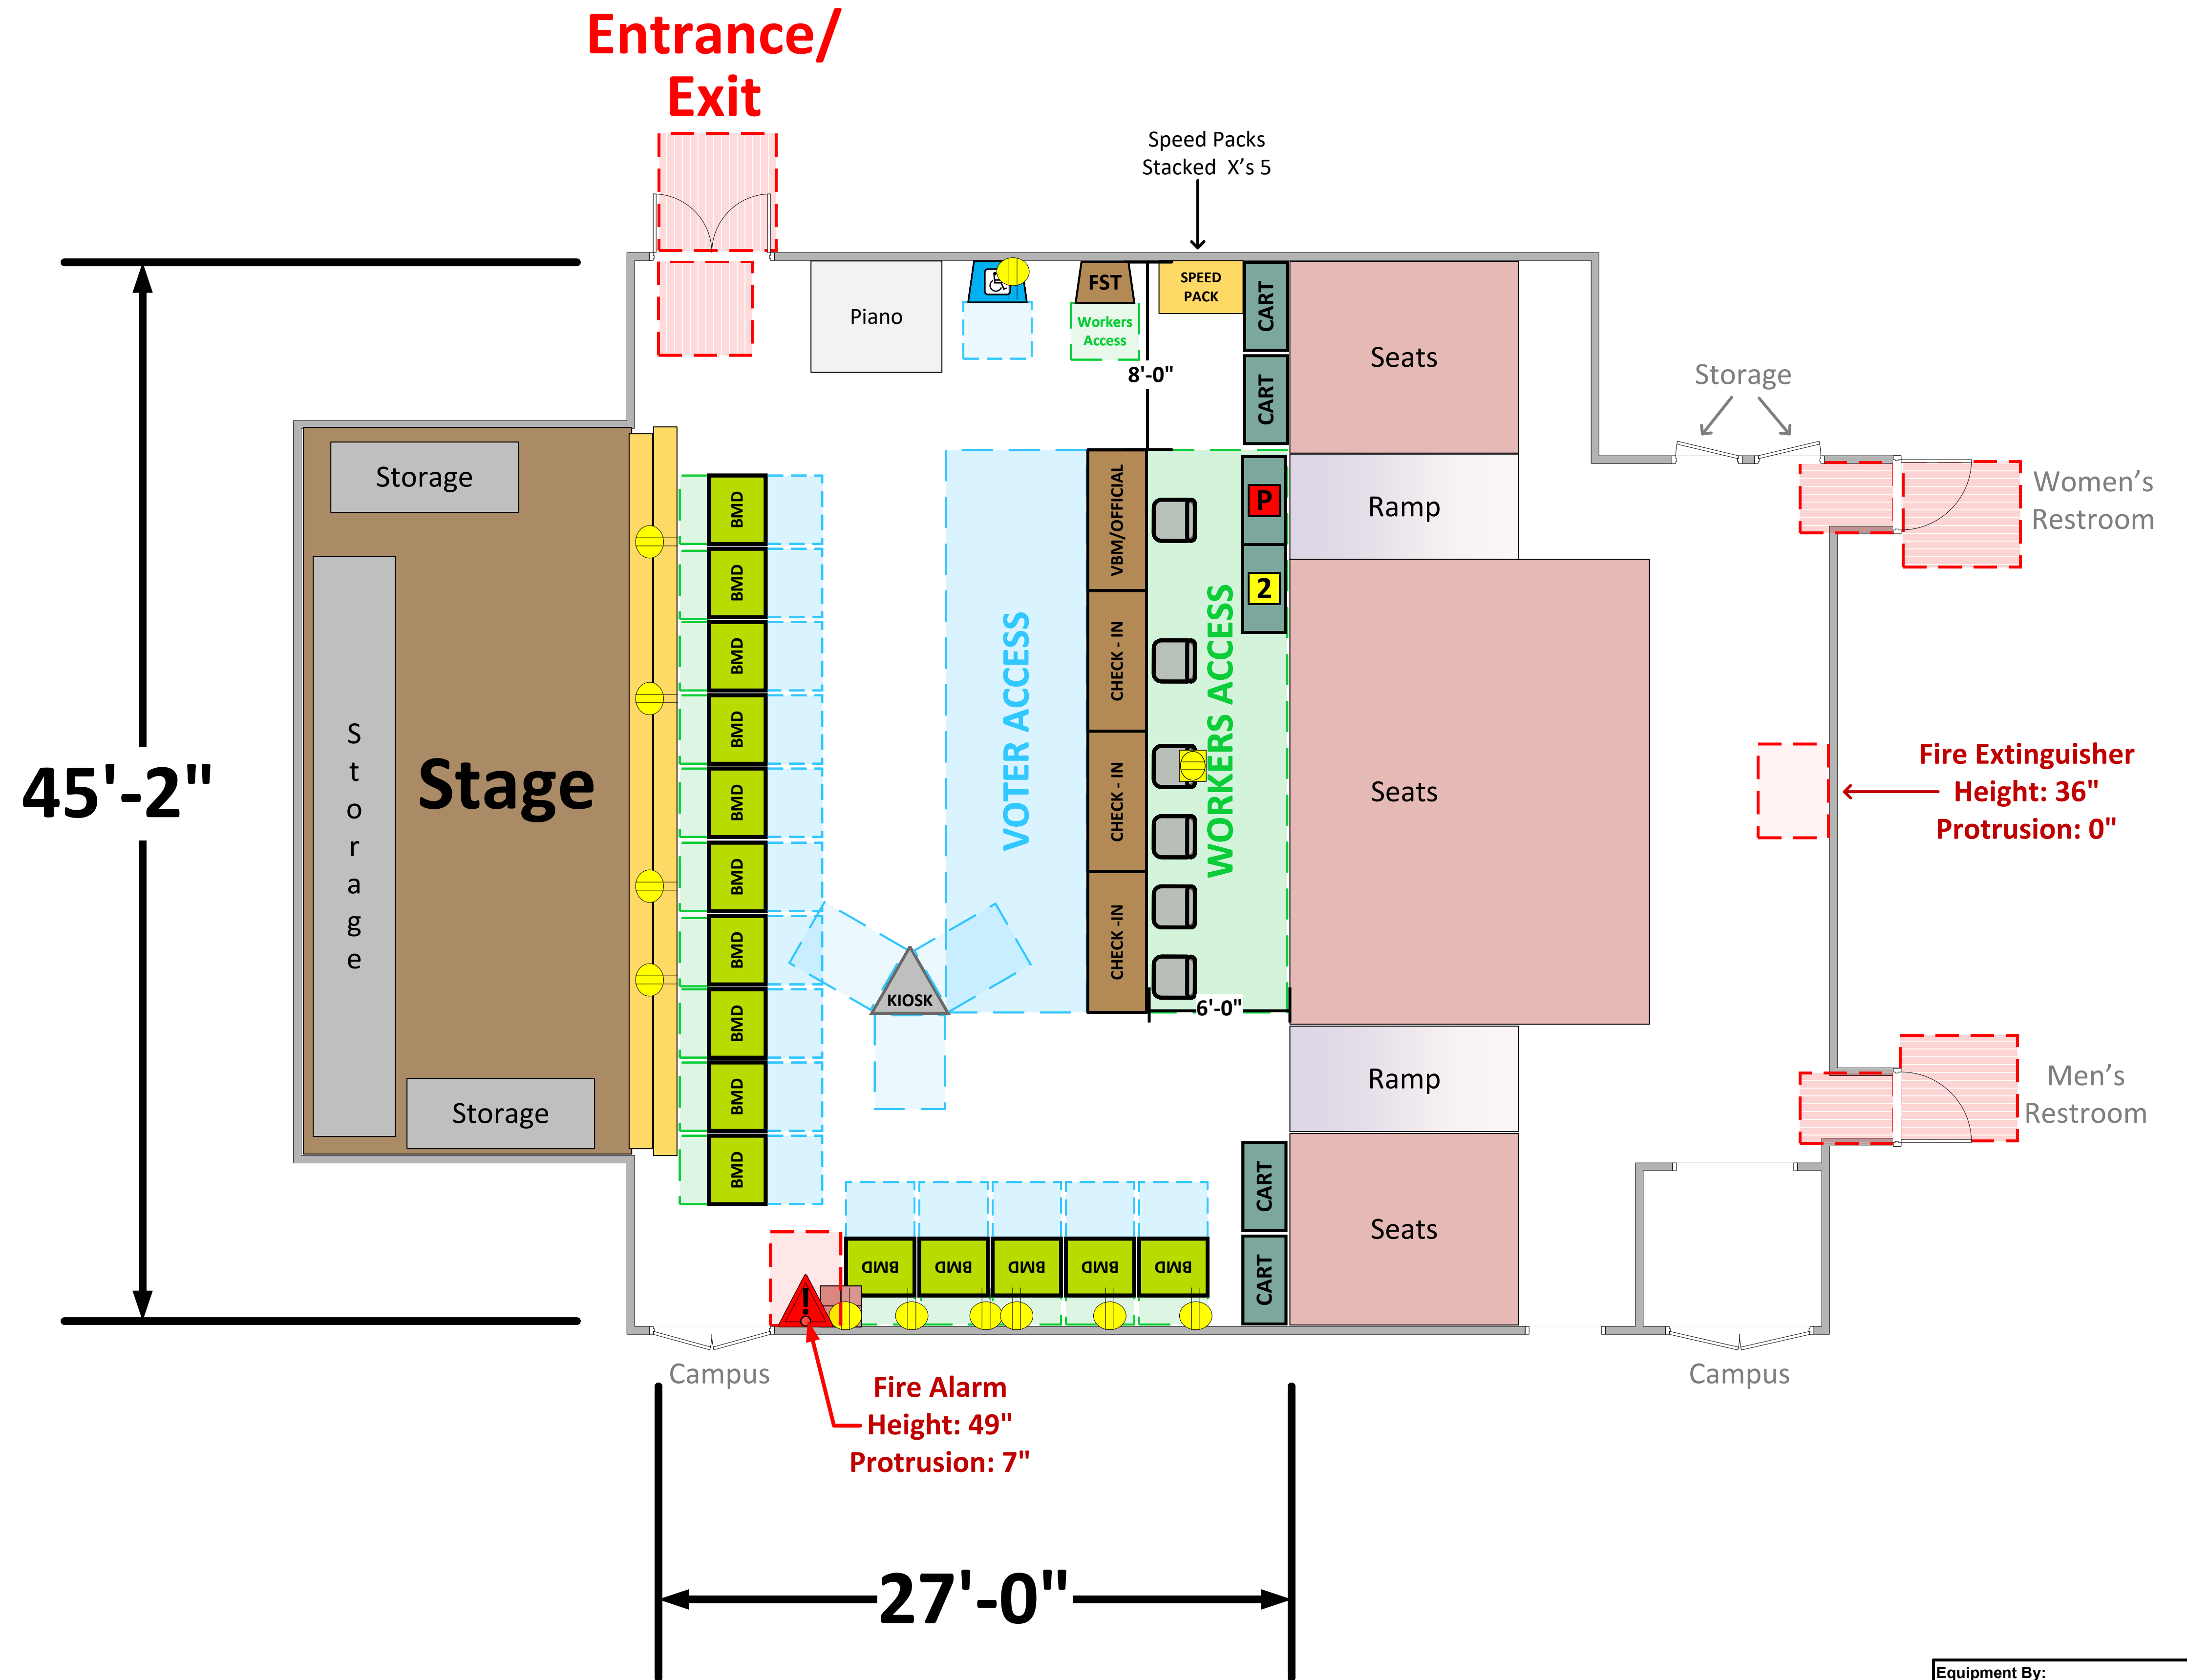 Entrance/
Exit
Speed Packs
Stacked X's 5
Piano
FST
Workers
Access
SPEED
PACK
CART
CART
8'-0"
Seats
Storage
Women's
Restroom
Storage
Storage
Stage
45'-2"
BMD
BMD
BMD
BMD
BMD
BMD
BMD
BMD
BMD
BMD
VOTER ACCESS
VBM/OFFICIAL
CHECK - IN
CHECK - IN
CHECK -IN
WORKERS ACCESS
P
2
Ramp
Seats
Fire Extinguisher
Height: 36"
Protrusion: 0"
KIOSK
6'-0"
Ramp
Storage
Men's
Restroom
CART
CART
Seats
BMD
BMD
BMD
BMD
BMD
!
Campus
Campus
Fire Alarm
Height: 49"
Protrusion: 7"
27'-0"
Equipment By: